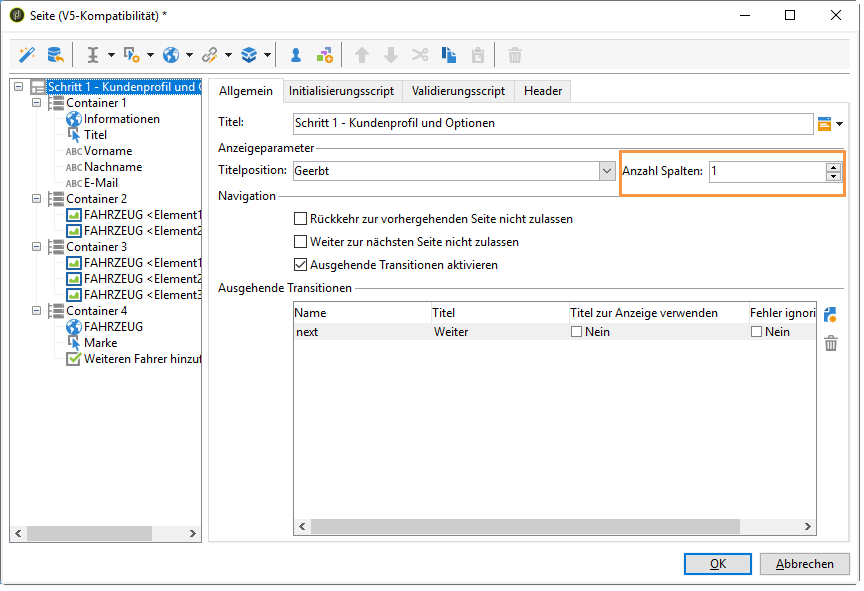 Seite (V5-Kompatibilität) *
Schritt 1 - Kundenprofil und O
Container 1
Informationen
Titel
ABC Vorname
ABC Nachname
ABC E-Mail
Container 2
FAHRZEUG <Element1
FAHRZEUG <Element2
Container 3
FAHRZEUG <Element1
FAHRZEUG <Element2
FAHRZEUG <Element3
Container 4
FAHRZEUG
Marke
Weiteren Fahrer hinzuf
Allgemein Initialisierungsscript Validierungsscript Header
Titel: Schritt 1 - Kundenprofil und Optionen
Anzeigeparameter
Titelposition: Geerbt Anzahl Spalten: 1
Navigation
Rückkehr zur vorhergehenden Seite nicht zulassen
Weiter zur nächsten Seite nicht zulassen
Ausgehende Transitionen aktivieren
Ausgehende Transitionen
Name Titel Titel zur Anzeige verwenden Fehler ignori
next Weiter Nein Nein
OK Abbrechen